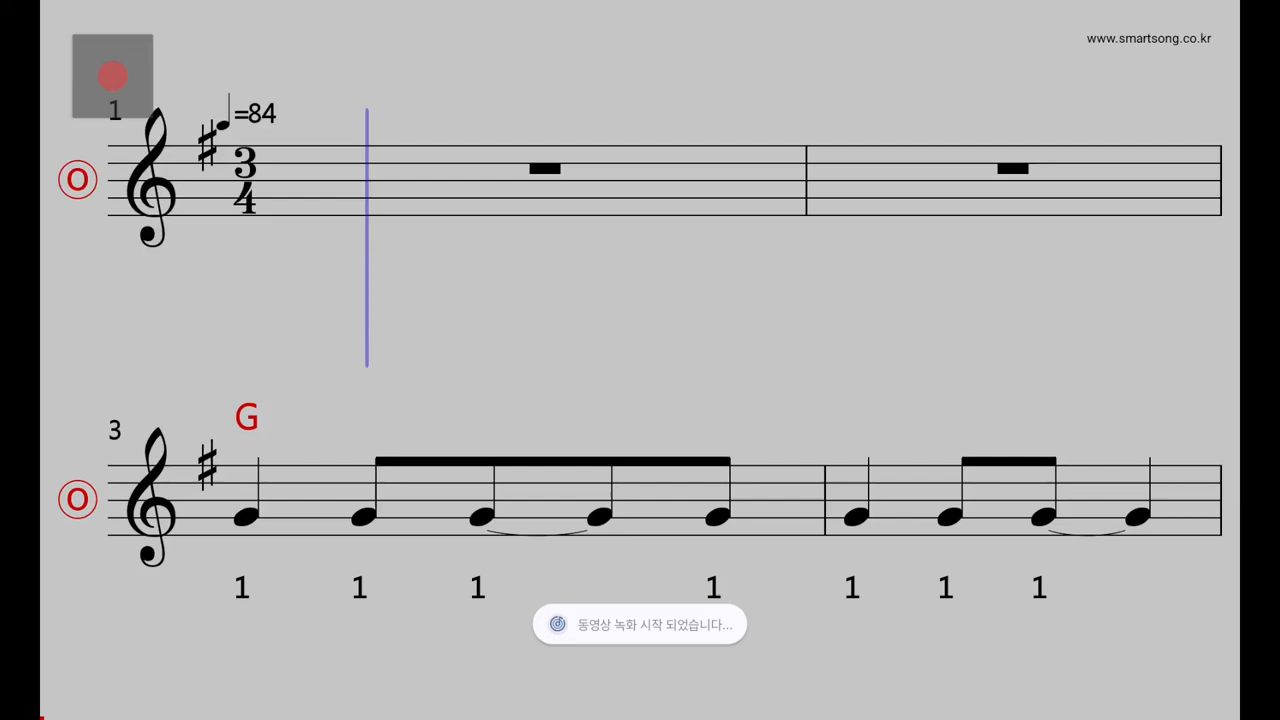 www.smartsong.co.kr
1
=84
O
3
4
G
3
O
1 1 1 1 1 1 1
동영상 녹화 시작 되었습니다...